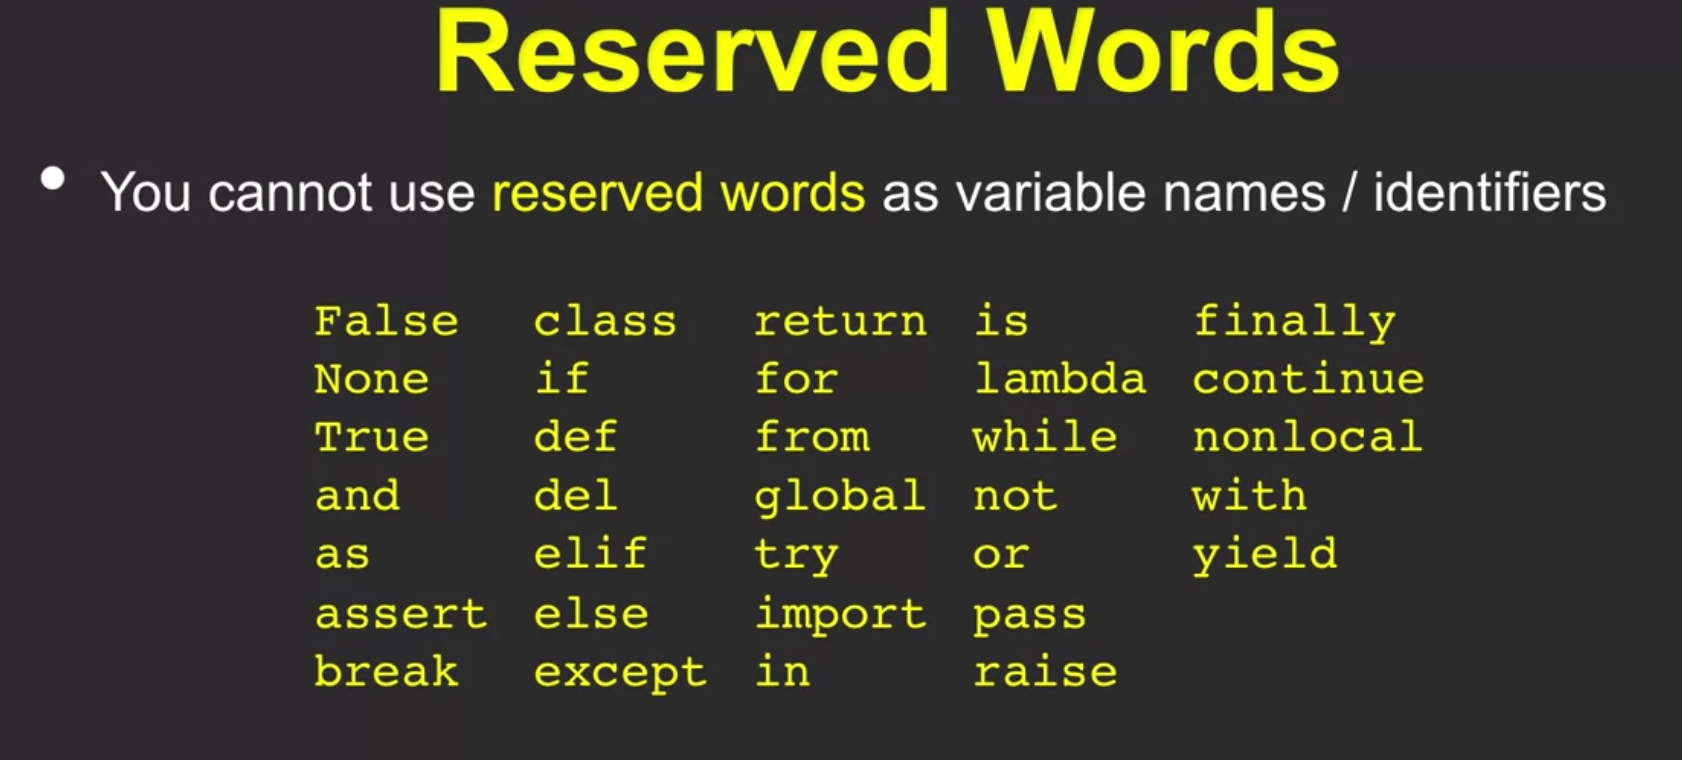 Reserved Words
• You cannot use reserved words as variable names / identifiers
False class return is finally
None if for lambda continue
True def from while nonlocal
and del global not with
as elif try or yield
assert else import pass
break except in raise